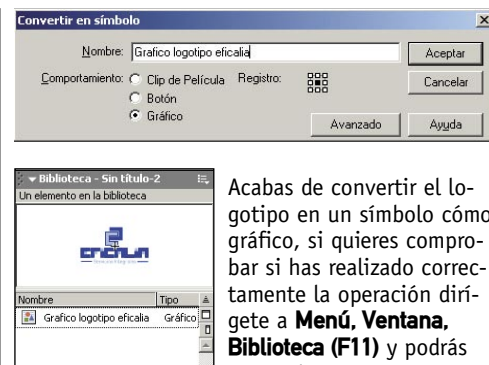 Convertir en símbolo
Nombre: Grafico logotipo eficalia Aceptar
Comportamiento: Clip de Película Registro: Cancelar
Botón
Gráfico Avanzado Ayuda
Biblioteca - Sin título-2
Un elemento en la biblioteca
Nombre Tipo
Grafico logotipo eficalia Gráfico
Acabas de convertir el lo-
gotipo en un símbolo cómo
gráfico, si quieres compro-
bar si has realizado correc-
tamente la operación dirí-
gete a Menú, Ventana,
Biblioteca (F11) y podrás